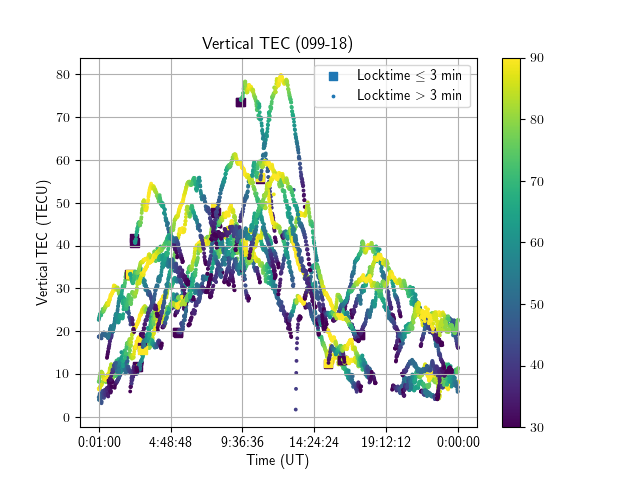 Vertical TEC (099-18)
Locktime ≤ 3 min
Locktime > 3 min
Vertical TEC (TECU)
80
70
60
50
40
30
20
10
0
0:01:00 4:48:48 9:36:36 14:24:24 19:12:12 0:00:00
Time (UT)
90
80
70
60
50
40
30